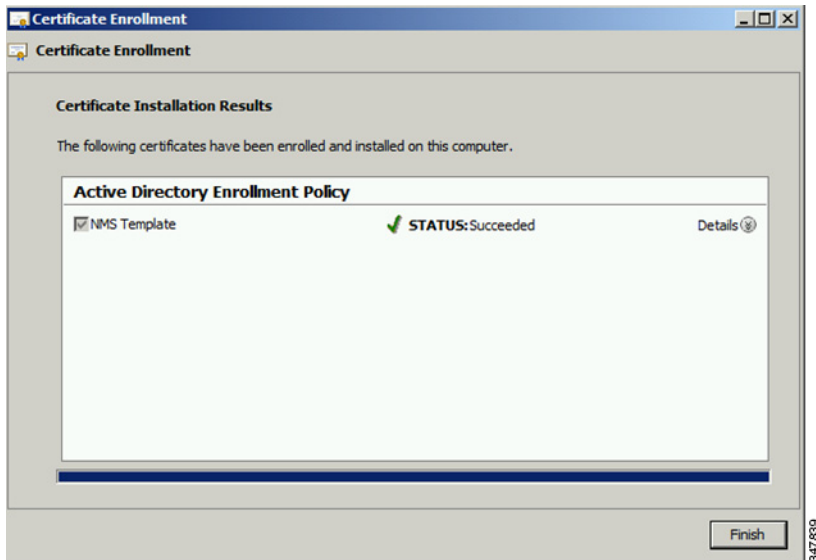 Certificate Enrollment
Certificate Enrollment
Certificate Installation Results
The following certificates have been enrolled and installed on this computer.
Active Directory Enrollment Policy
NMS Template STATUS: Succeeded Details
Finish
347839